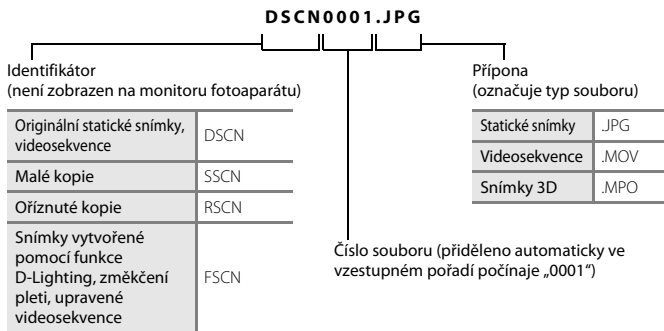 DSCN0001.JPG
Identifikátor
(není zobrazen na monitoru fotoaparátu)
Originální statické snímky,
videosekvence
DSCN
Malé kopie
SSCN
Oříznuté kopie
RSCN
Snímky vytvořené
pomocí funkce
D-Lighting, změkčení
pleti, upravené
videosekvence
FSCN
Přípona
(označuje typ souboru)
Statické snímky
.JPG
Videosekvence
.MOV
Snímky 3D
.MPO
Číslo souboru (přiděleno automaticky ve
vzestupném pořadí počínaje „0001“)